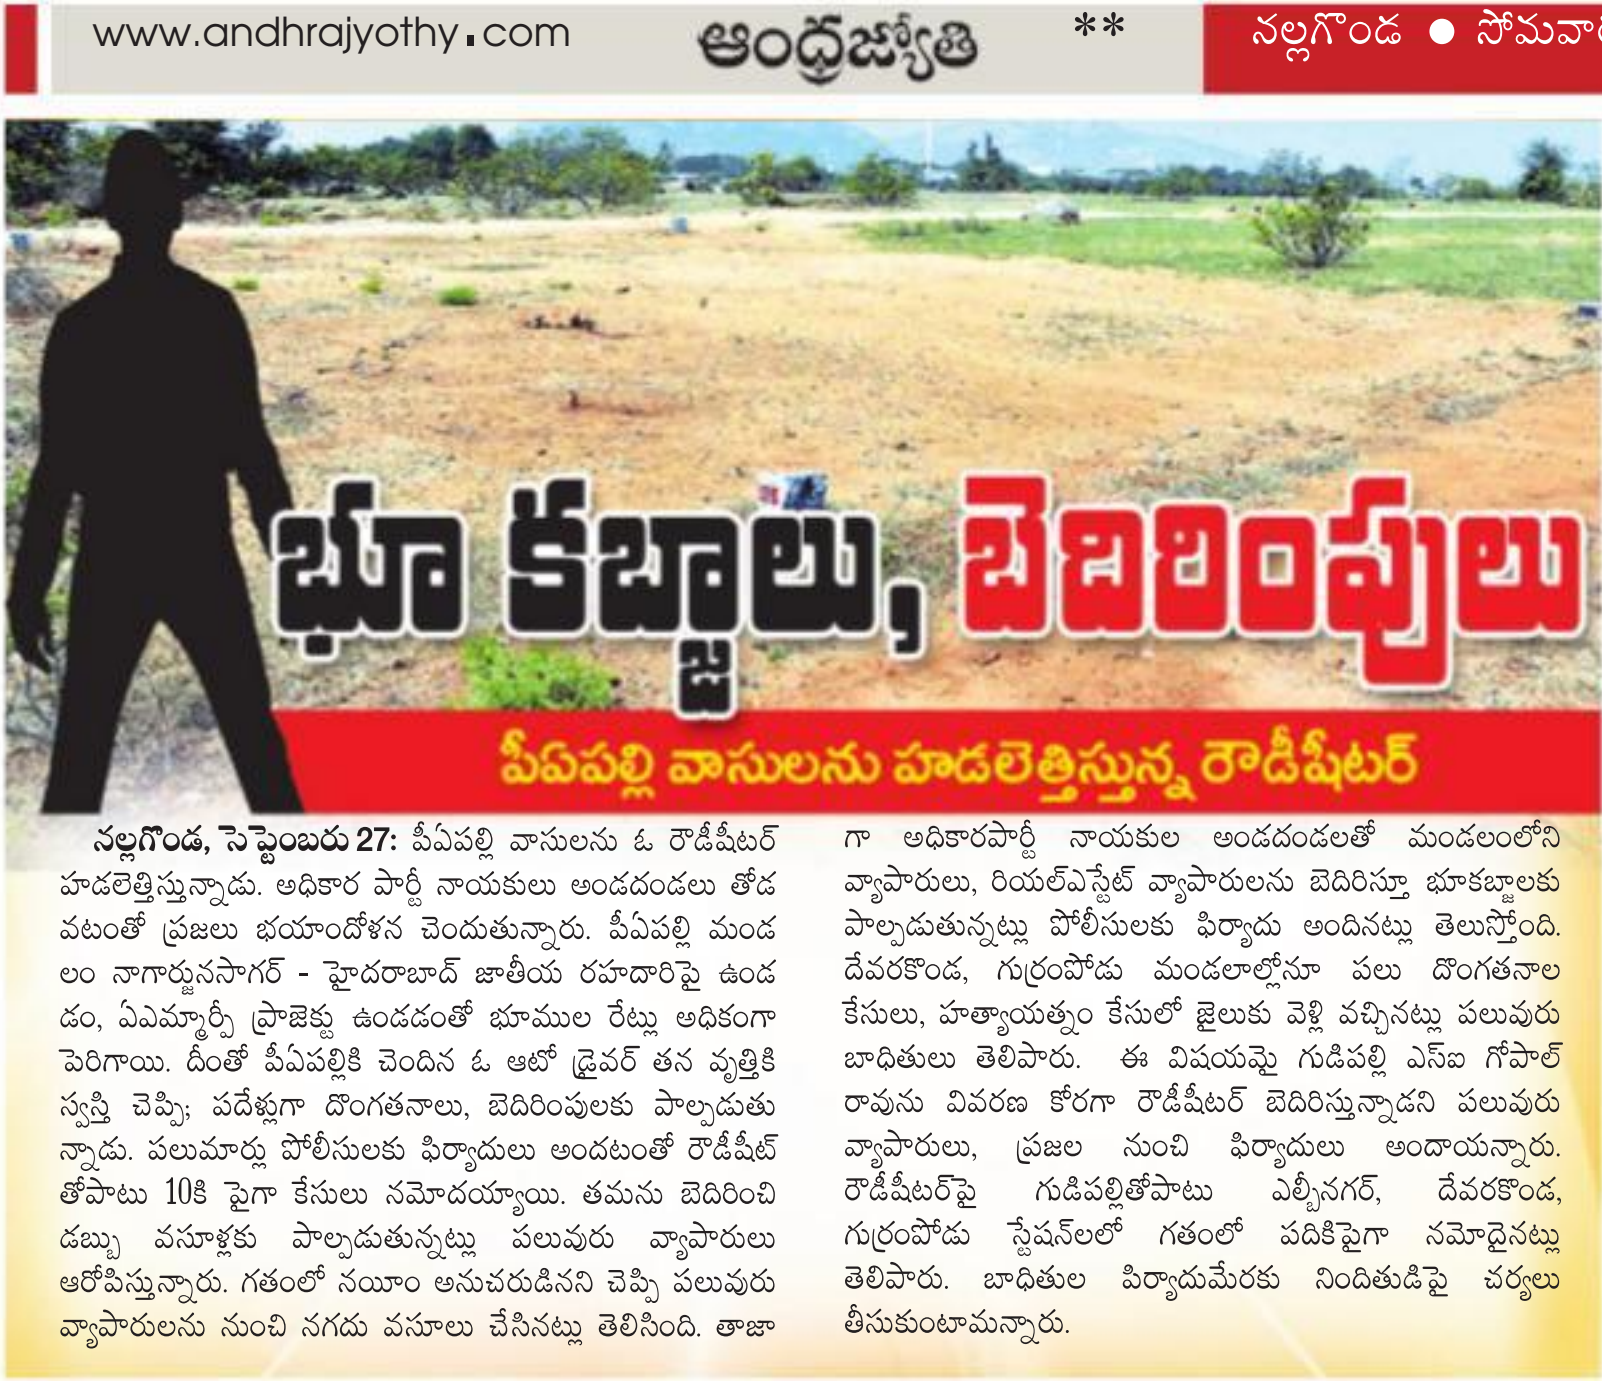 www.andhrajyothy.com
ఆంధ్రజ్యోతి
**
నల్లగొండ ● సోమవార
భూ కబ్జాలు, బెదిరింపులు
పీఏపల్లి వాసులను హడలెత్తిస్తున్న రౌడీషీటర్
నల్లగొండ, సెప్టెంబరు 27: పీఏపల్లి వాసులను ఓ రౌడీషీటర్
హడలెత్తిస్తున్నాడు. అధికార పార్టీ నాయకులు అండదండలు తోడ
వటంతో ప్రజలు భయాందోళన చెందుతున్నారు. పీఏపల్లి మండ
లం నాగార్జునసాగర్ - హైదరాబాద్ జాతీయ రహదారిపై ఉండ
డం, ఏఎమ్మార్పీ ప్రాజెక్టు ఉండడంతో భూముల రేట్లు అధికంగా
పెరిగాయి. దీంతో పీఏపల్లికి చెందిన ఓ ఆటో డ్రైవర్ తన వృత్తికి
స్వస్తి చెప్పి; పదేళ్లుగా దొంగతనాలు, బెదిరింపులకు పాల్పడుతు
న్నాడు. పలుమార్లు పోలీసులకు ఫిర్యాదులు అందటంతో రౌడీషీట్
తోపాటు 10కి పైగా కేసులు నమోదయ్యాయి. తమను బెదిరించి
డబ్బు వసూళ్లకు పాల్పడుతున్నట్లు పలువురు వ్యాపారులు
ఆరోపిస్తున్నారు. గతంలో నయీం అనుచరుడినని చెప్పి పలువురు
వ్యాపారులను నుంచి నగదు వసూలు చేసినట్లు తెలిసింది. తాజా
గా అధికారపార్టీ నాయకుల అండదండలతో మండలంలోని
వ్యాపారులు, రియల్ఎస్టేట్ వ్యాపారులను బెదిరిస్తూ భూకబ్జాలకు
పాల్పడుతున్నట్లు పోలీసులకు ఫిర్యాదు అందినట్లు తెలుస్తోంది.
దేవరకొండ, గుర్రంపోడు మండలాల్లోనూ పలు దొంగతనాల
కేసులు, హత్యాయత్నం కేసులో జైలుకు వెళ్లి వచ్చినట్లు పలువురు
బాధితులు తెలిపారు. ఈ విషయమై గుడిపల్లి ఎస్ఐ గోపాల్
రావును వివరణ కోరగా రౌడీషీటర్ బెదిరిస్తున్నాడని పలువురు
వ్యాపారులు, ప్రజల నుంచి ఫిర్యాదులు అందాయన్నారు.
రౌడీషీటర్‌పై గుడిపల్లితోపాటు ఎల్బీనగర్, దేవరకొండ,
గుర్రంపోడు స్టేషన్‌లలో గతంలో పదికిపైగా నమోదైనట్లు
తెలిపారు. బాధితుల పిర్యాదుమేరకు నిందితుడిపై చర్యలు
తీసుకుంటామన్నారు.